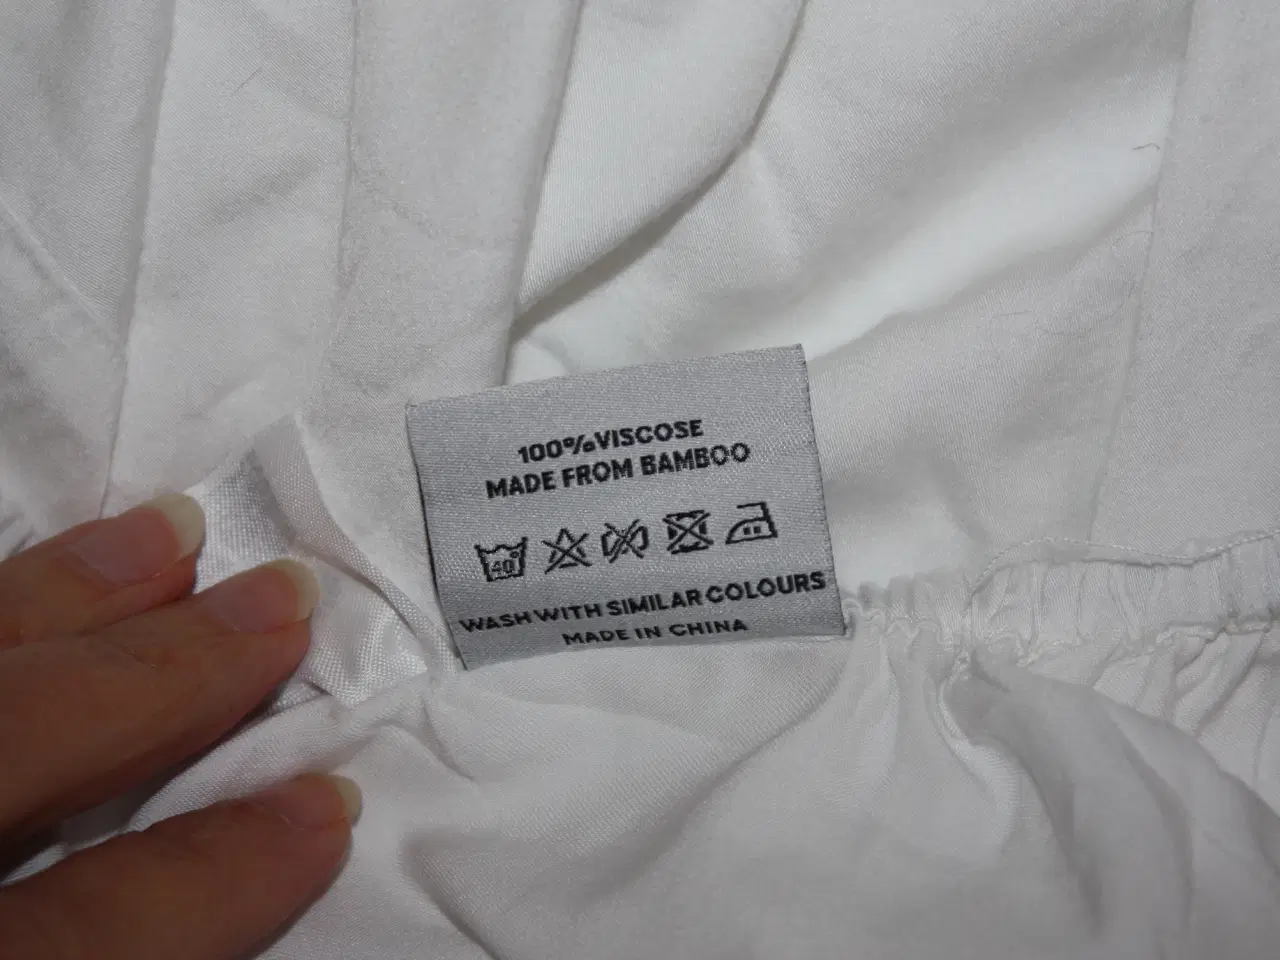 100%VISCOSE
MADE FROM BAMBOO
40°
WASH WITH SIMILAR COLOURS
MADE IN CHINA